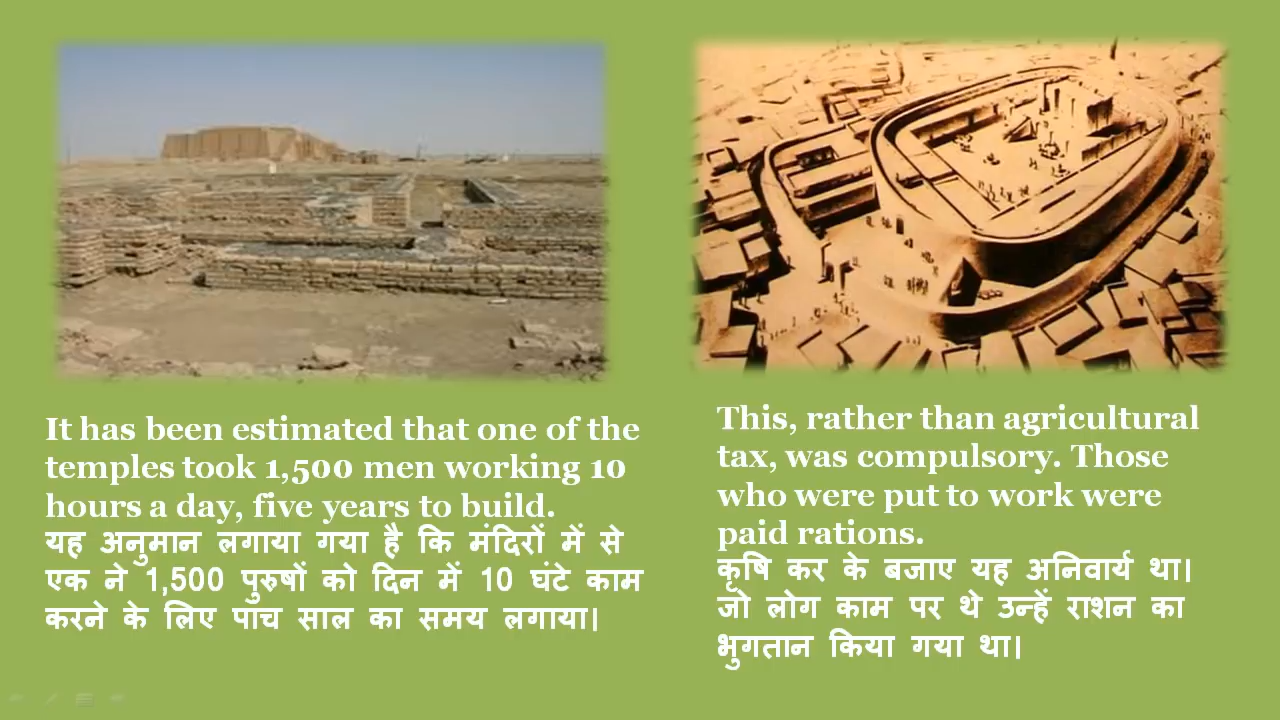 It has been estimated that one of the
temples took 1,500 men working 10
hours a day, five years to build.
यह अनुमान लगाया गया है कि मंदिरों में से
एक ने 1,500 पुरुषों को दिन में 10 घंटे काम
करने के लिए पांच साल का समय लगाया।
This, rather than agricultural
tax, was compulsory. Those
who were put to work were
paid rations.
कृषि कर के बजाए यह अनिवार्य था।
जो लोग काम पर थे उन्हें राशन का
भुगतान किया गया था।